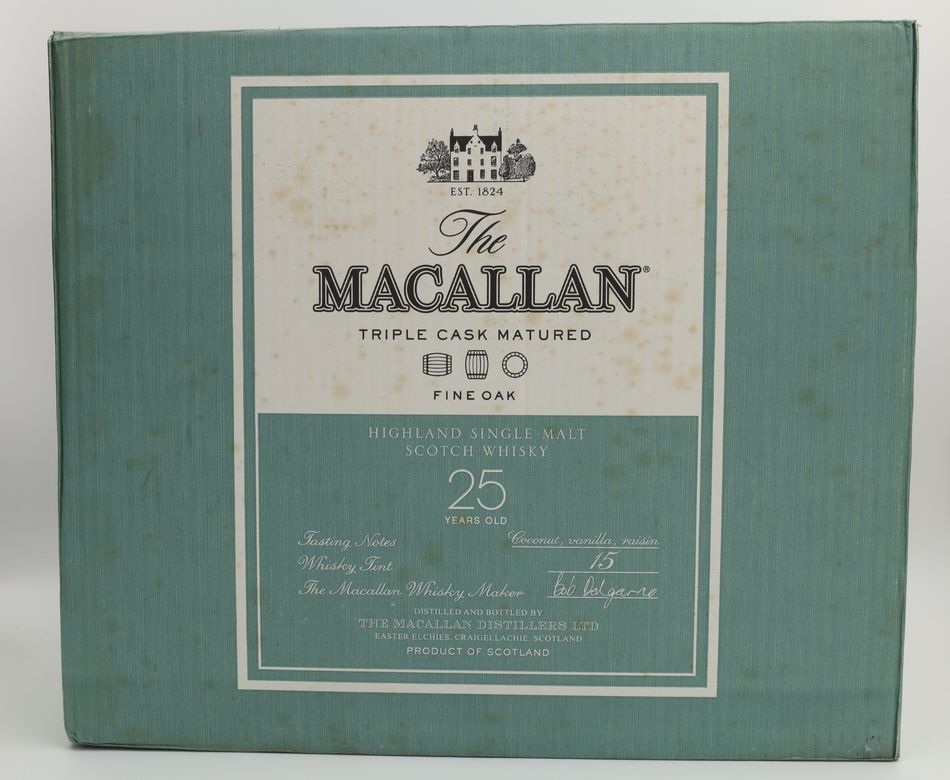 EST. 1824
The
MACALLAN®
TRIPLE CASK MATURED
FINE OAK
HIGHLAND SINGLE MALT
SCOTCH WHISKY
25
YEARS OLD
Tasting Notes Coconut, vanilla, raisin
Whisky Tint 15
The Macallan Whisky Maker Bob Dalgarno
DISTILLED AND BOTTLED BY
THE MACALLAN DISTILLERS LTD
EASTER ELCHIES, CRAIGELLACHIE, SCOTLAND
PRODUCT OF SCOTLAND